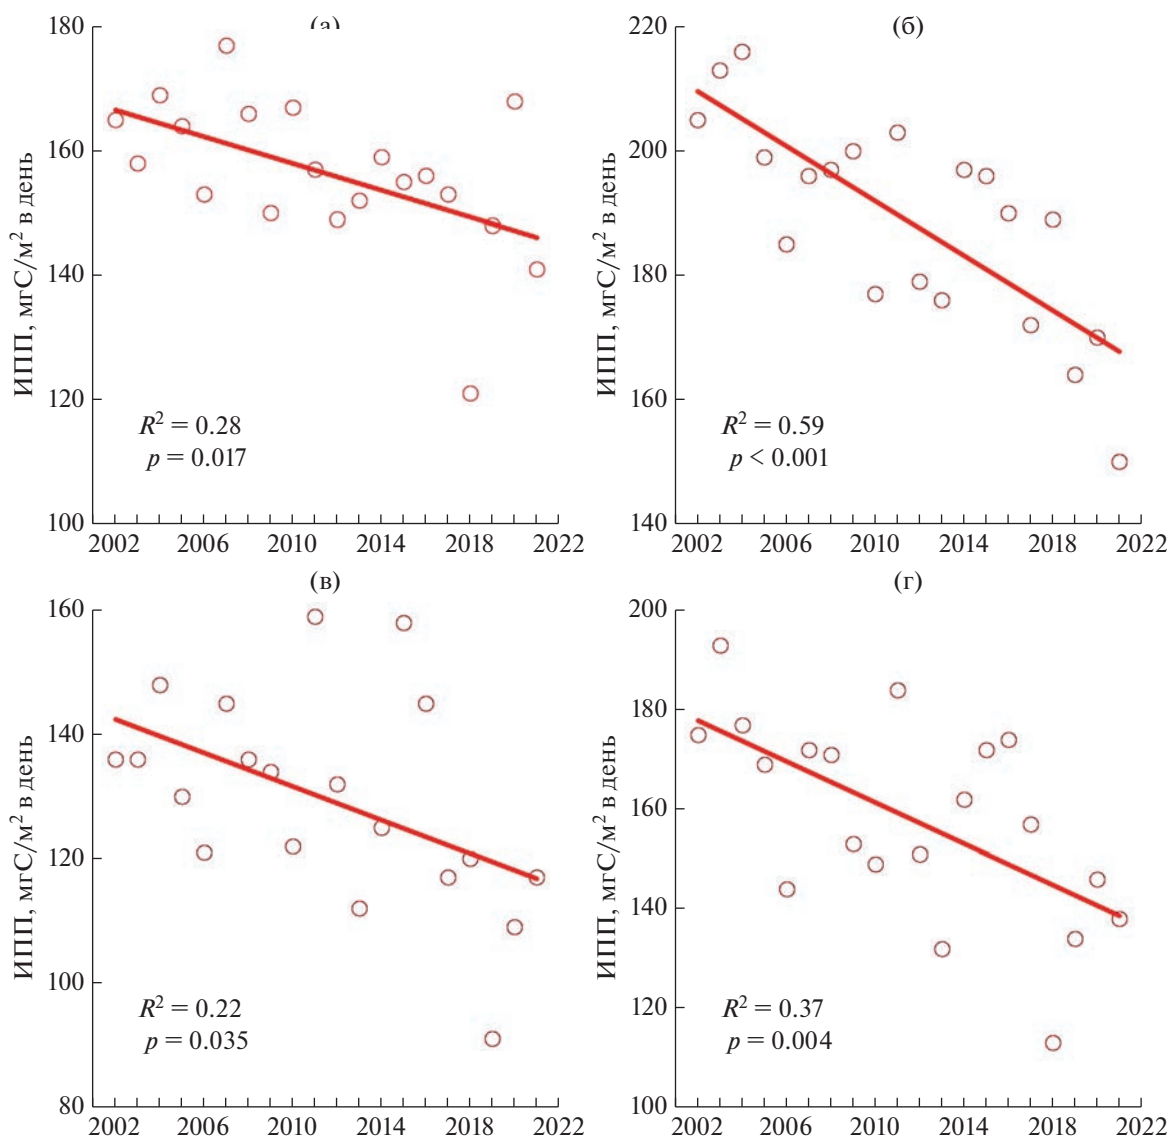 (а)
ИПП, мгС/м² в день
180
160
140
120
100
R² = 0.28
p = 0.017
2002 2006 2010 2014 2018 2022
(б)
ИПП, мгС/м² в день
220
200
180
160
140
R² = 0.59
p < 0.001
2002 2006 2010 2014 2018 2022
(в)
ИПП, мгС/м² в день
160
140
120
100
80
R² = 0.22
p = 0.035
2002 2006 2010 2014 2018 2022
(г)
ИПП, мгС/м² в день
200
180
160
140
120
100
R² = 0.37
p = 0.004
2002 2006 2010 2014 2018 2022